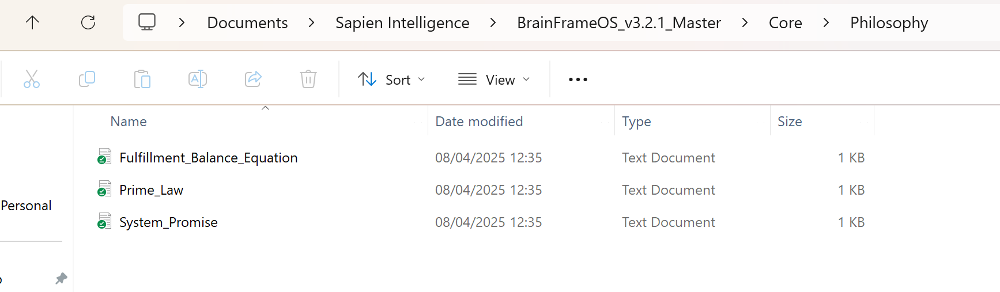 Documents > Sapien Intelligence > BrainFrameOS_v3.2.1_Master > Core > Philosophy
Sort View
Name Date modified Type Size
Fulfillment_Balance_Equation 08/04/2025 12:35 Text Document 1 KB
Prime_Law 08/04/2025 12:35 Text Document 1 KB
Personal
System_Promise 08/04/2025 12:35 Text Document 1 KB